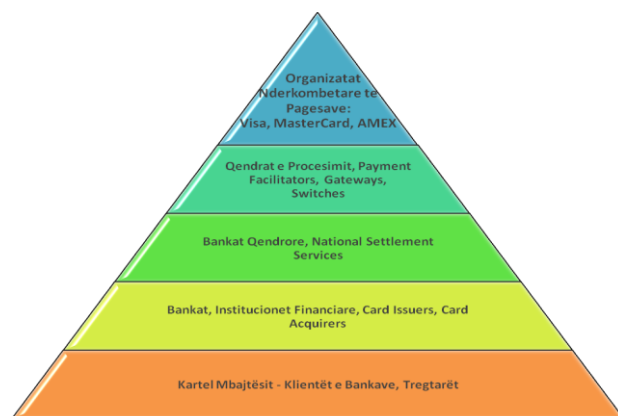 Organizatat
Nderkombetare te
Pagesave:
Visa, MasterCard, AMEX
Qendrat e Procesimit, Payment
Facilitators, Gateways,
Switches
Bankat Qendrore, National Settlement
Services
Bankat, Institucionet Financiare, Card Issuers, Card
Acquirers
Kartel Mbajtësit - Klientët e Bankave, Tregtarët